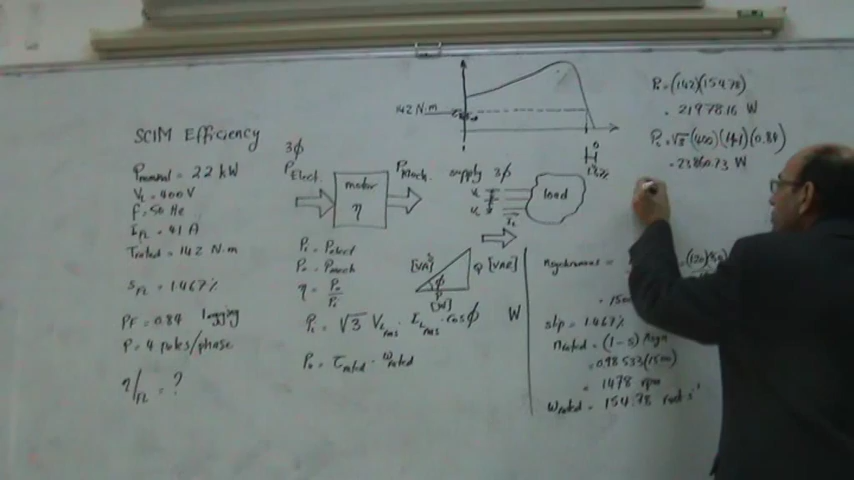 SCIM Efficiency
Pnominal = 22 kW
VL = 400 V
f = 50 Hz
IFL = 41 A
Trated = 142 N.m
sFL = 1.467%
PF = 0.84 lagging
P = 4 poles/phase
η/FL = ?
3ϕ
PElect.
motor
η
PMech.
Pi = Pelect
Po = Pmech
η = Po/Pi
Pi = √3 VLrms . ILrms . cosϕ W
Po = τrated . ωrated
142 N.m
supply 3ϕ
load
[VA]
ϕ
Q [VAR]
P
[W]
nsynchronous =
= 1500
slip = 1.467%
nrated = (1-s) nsyn
= 0.98533(1500)
= 1478 rpm
ωrated = 154.78 rad s-1
Po = (142)(154.78)
= 21978.16 W
Pi = √3 (400)(41)(0.84)
= 23860.73 W